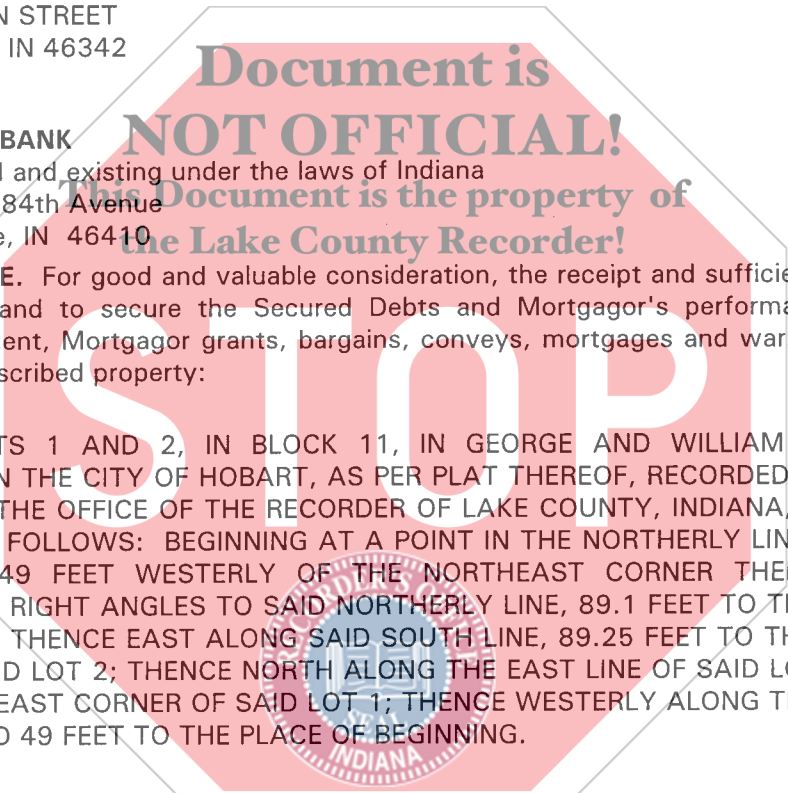 N STREET
IN 46342
Document is
NOT OFFICIAL!
BANK
and existing under the laws of Indiana
This Document is the property of
84th Avenue
the Lake County Recorder!
e, IN 46410
E. For good and valuable consideration, the receipt and sufficie
and to secure the Secured Debts and Mortgagor's performa
ent, Mortgagor grants, bargains, conveys, mortgages and war
scribed property:
STOP
TS 1 AND 2, IN BLOCK 11, IN GEORGE AND WILLIAM
N THE CITY OF HOBART, AS PER PLAT THEREOF, RECORDED
THE OFFICE OF THE RECORDER OF LAKE COUNTY, INDIANA,
FOLLOWS: BEGINNING AT A POINT IN THE NORTHERLY LIN
49 FEET WESTERLY OF THE NORTHEAST CORNER THE
RIGHT ANGLES TO SAID NORTHERLY LINE, 89.1 FEET TO T
THENCE EAST ALONG SAID SOUTH LINE, 89.25 FEET TO TH
D LOT 2; THENCE NORTH ALONG THE EAST LINE OF SAID LO
EAST CORNER OF SAID LOT 1; THENCE WESTERLY ALONG T
D 49 FEET TO THE PLACE OF BEGINNING.
SEAL
INDIANA